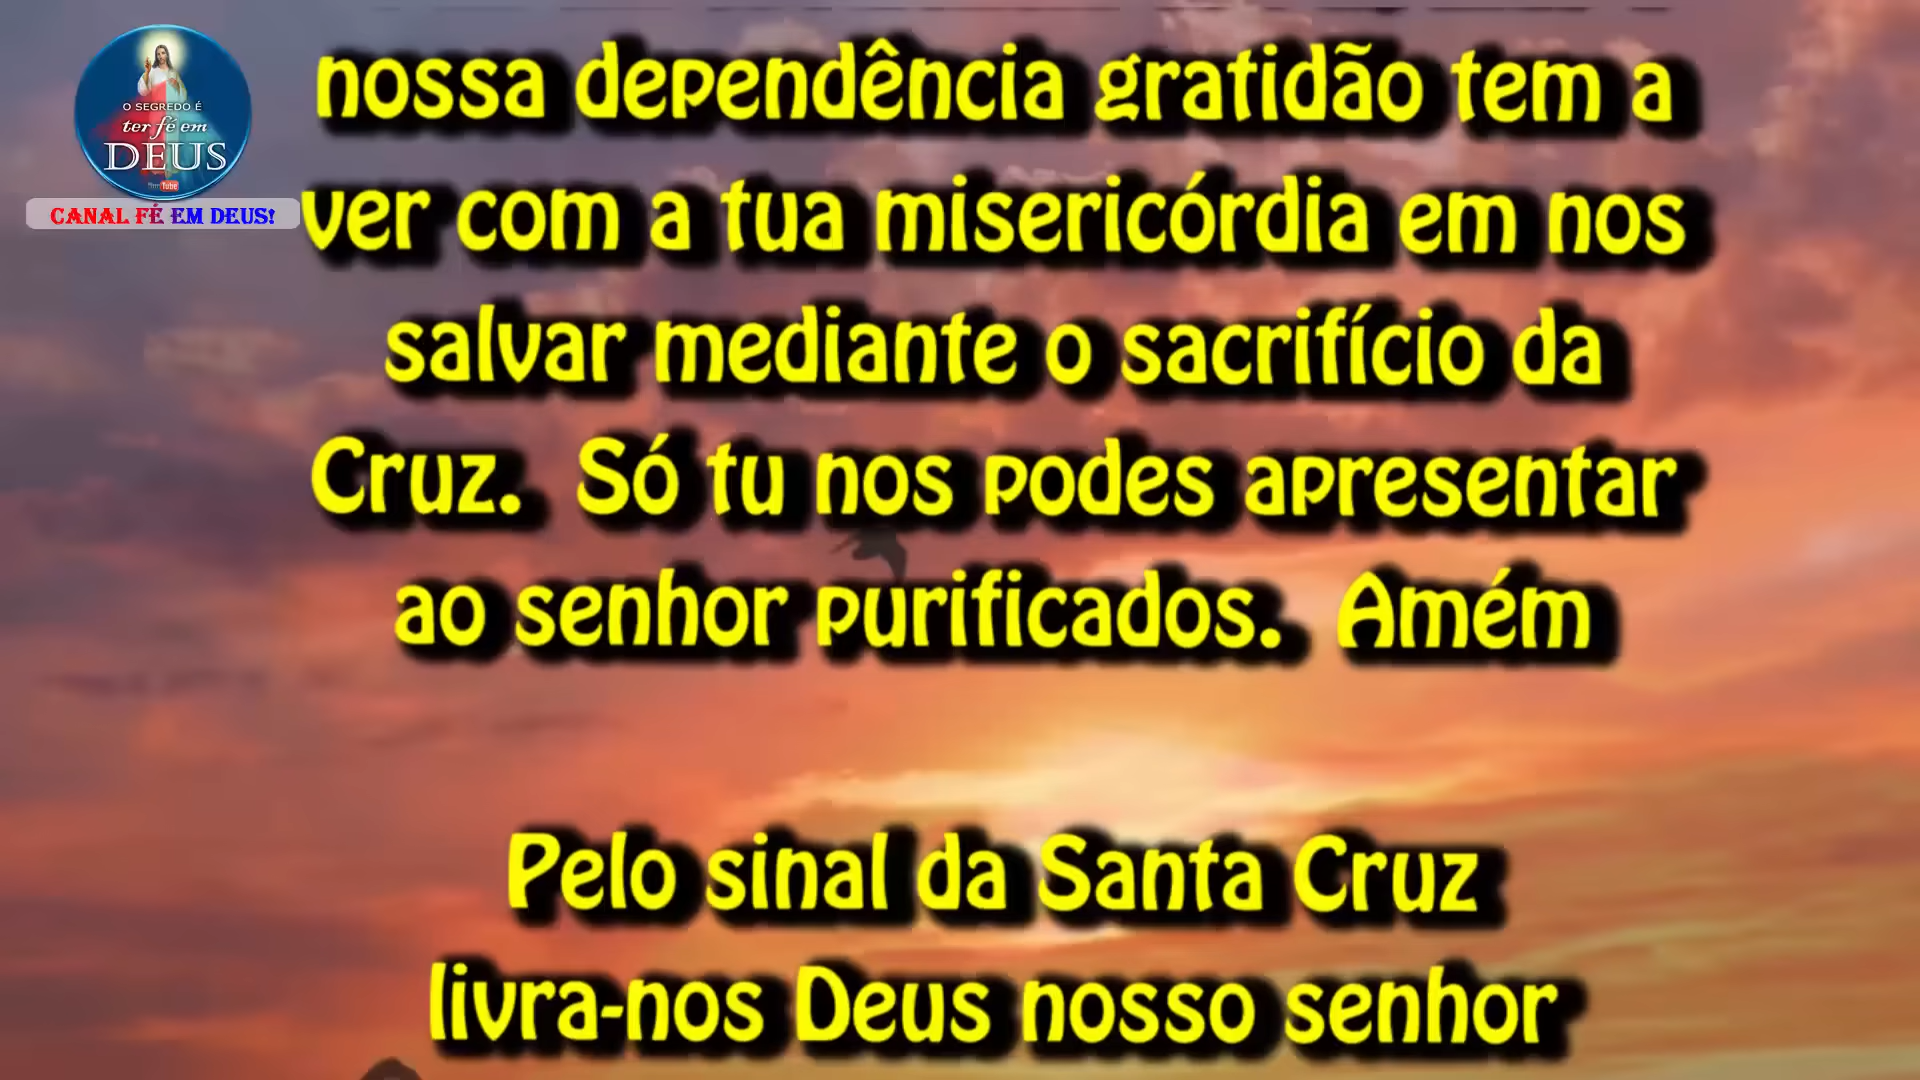 O SEGREDO É
ter fé em
DEUS
CANAL FÉ EM DEUS!
nossa dependência gratidão tem a
ver com a tua misericórdia em nos
salvar mediante o sacrifício da
Cruz. Só tu nos podes apresentar
ao senhor purificados. Amém
Pelo sinal da Santa Cruz
livra-nos Deus nosso senhor